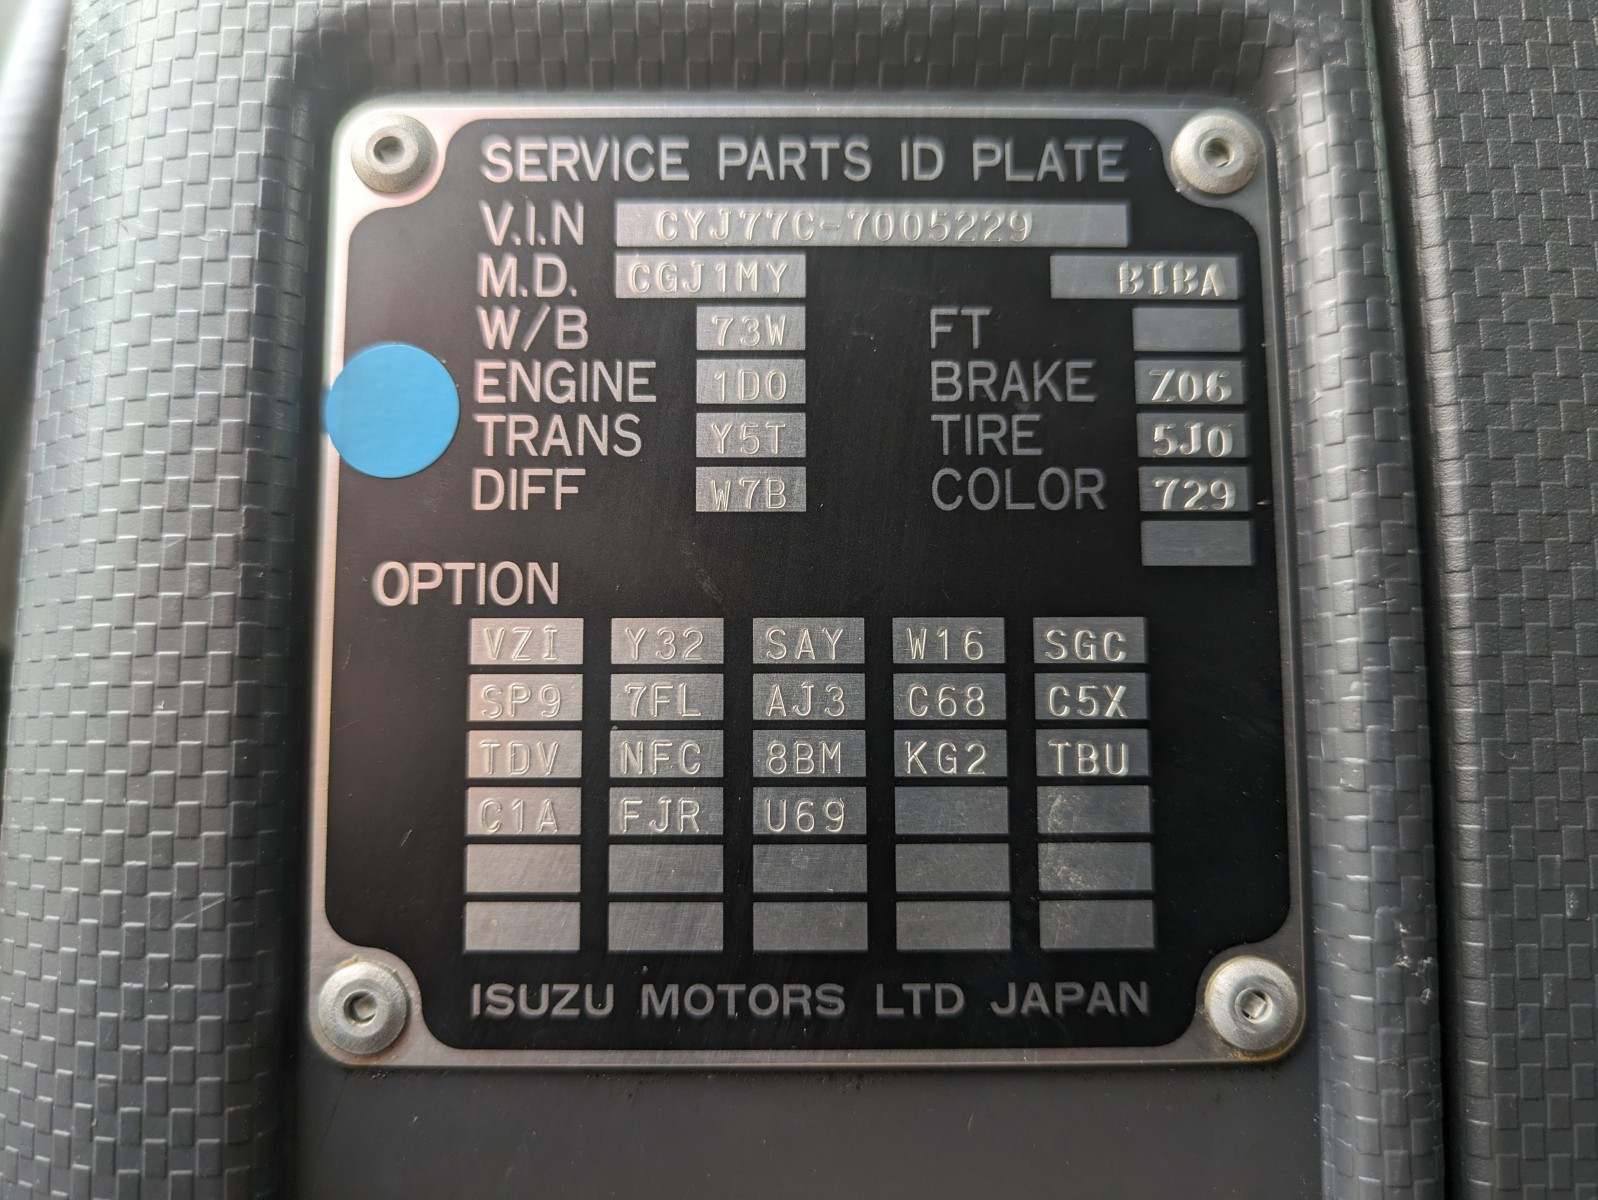 SERVICE PARTS ID PLATE
V.I.N CYJ77C-7005229
M.D. CGJ1MY BIBA
W/B 73W FT
ENGINE 1D0 BRAKE Z06
TRANS Y5T TIRE 5J0
DIFF W7B COLOR 729
OPTION
VZI Y32 SAY W16 SGC
SP9 7FL AJ3 C68 C5X
TDV NFC 8BM KG2 TBU
C1A FJR U69
ISUZU MOTORS LTD JAPAN